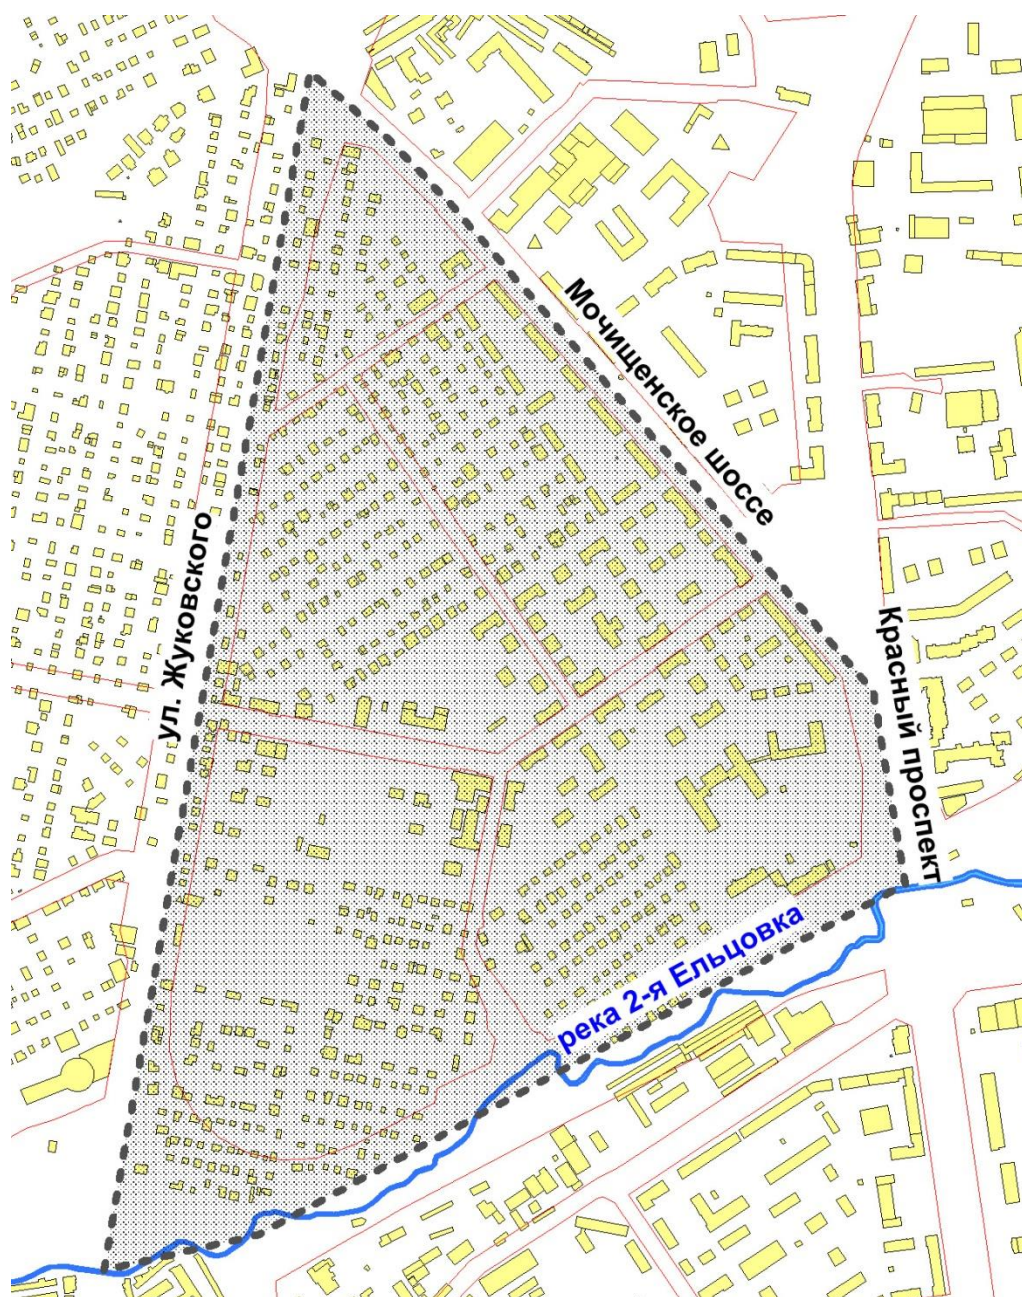 Мочищенское шоссе
ул. Жуковского
Красный проспект
река 2-я Ельцовка